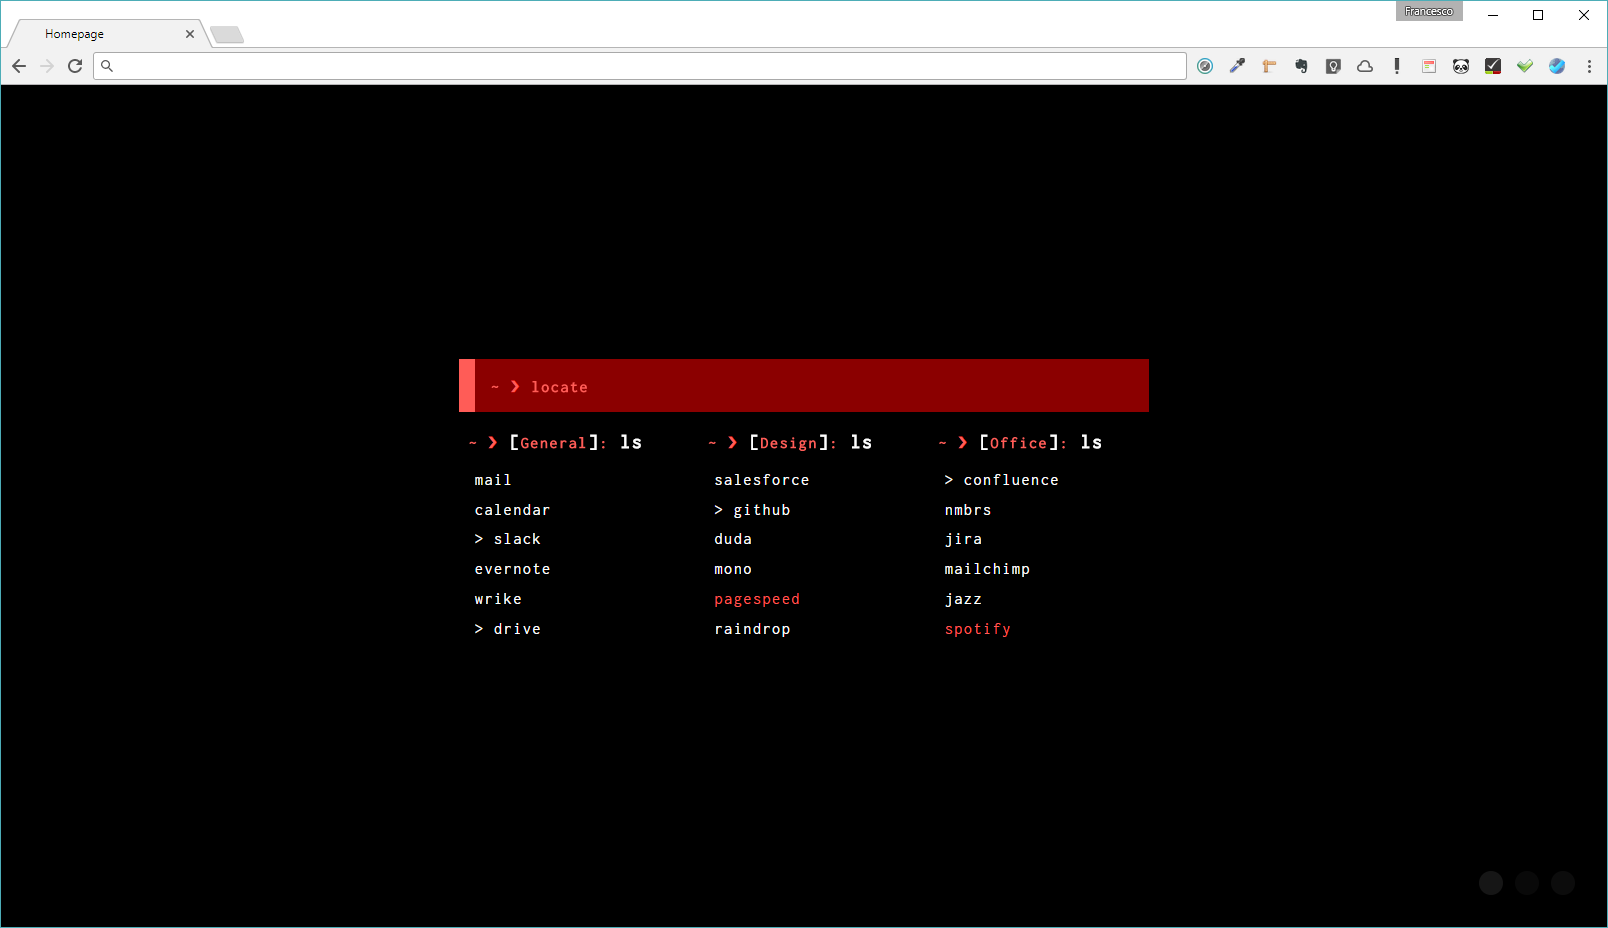 Francesco
Homepage
~ ❯ locate
~ ❯ [General]: ls
mail
calendar
> slack
evernote
wrike
> drive
~ ❯ [Design]: ls
salesforce
> github
duda
mono
pagespeed
raindrop
~ ❯ [Office]: ls
> confluence
nmbrs
jira
mailchimp
jazz
spotify